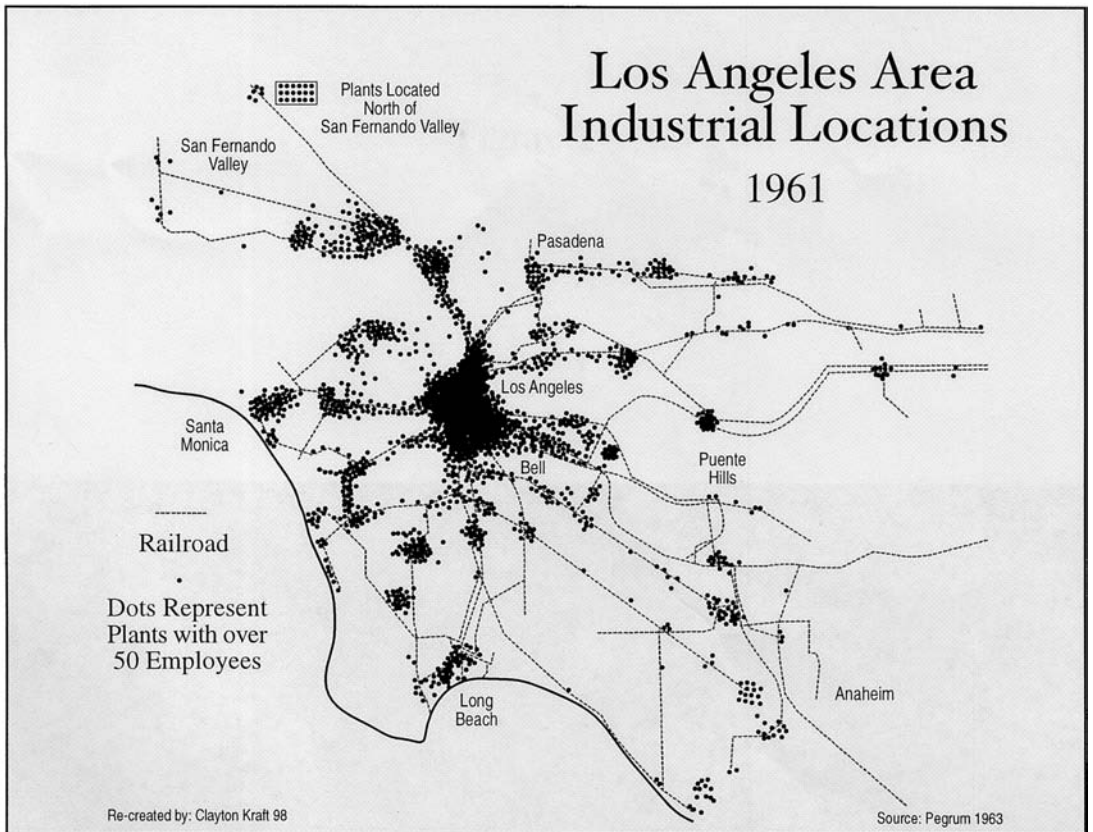 Los Angeles Area
Industrial Locations
1961
Plants Located
North of
San Fernando Valley
San Fernando
Valley
Pasadena
Los Angeles
Santa
Monica
Bell
Puente
Hills
Railroad
Dots Represent
Plants with over
50 Employees
Long
Beach
Anaheim
Re-created by: Clayton Kraft 98
Source: Pegrum 1963